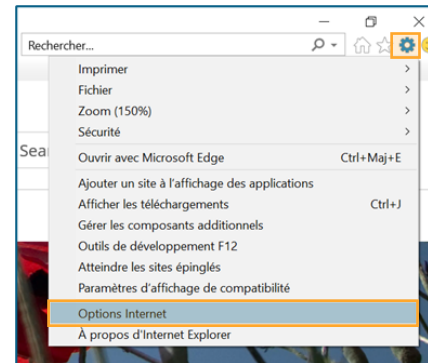 Rechercher...
Imprimer
Fichier
Zoom (150%)
Sécurité
Sea
Ouvrir avec Microsoft Edge Ctrl+Maj+E
Ajouter un site à l'affichage des applications
Afficher les téléchargements Ctrl+J
Gérer les composants additionnels
Outils de développement F12
Atteindre les sites épinglés
Paramètres d'affichage de compatibilité
Options Internet
À propos d'Internet Explorer